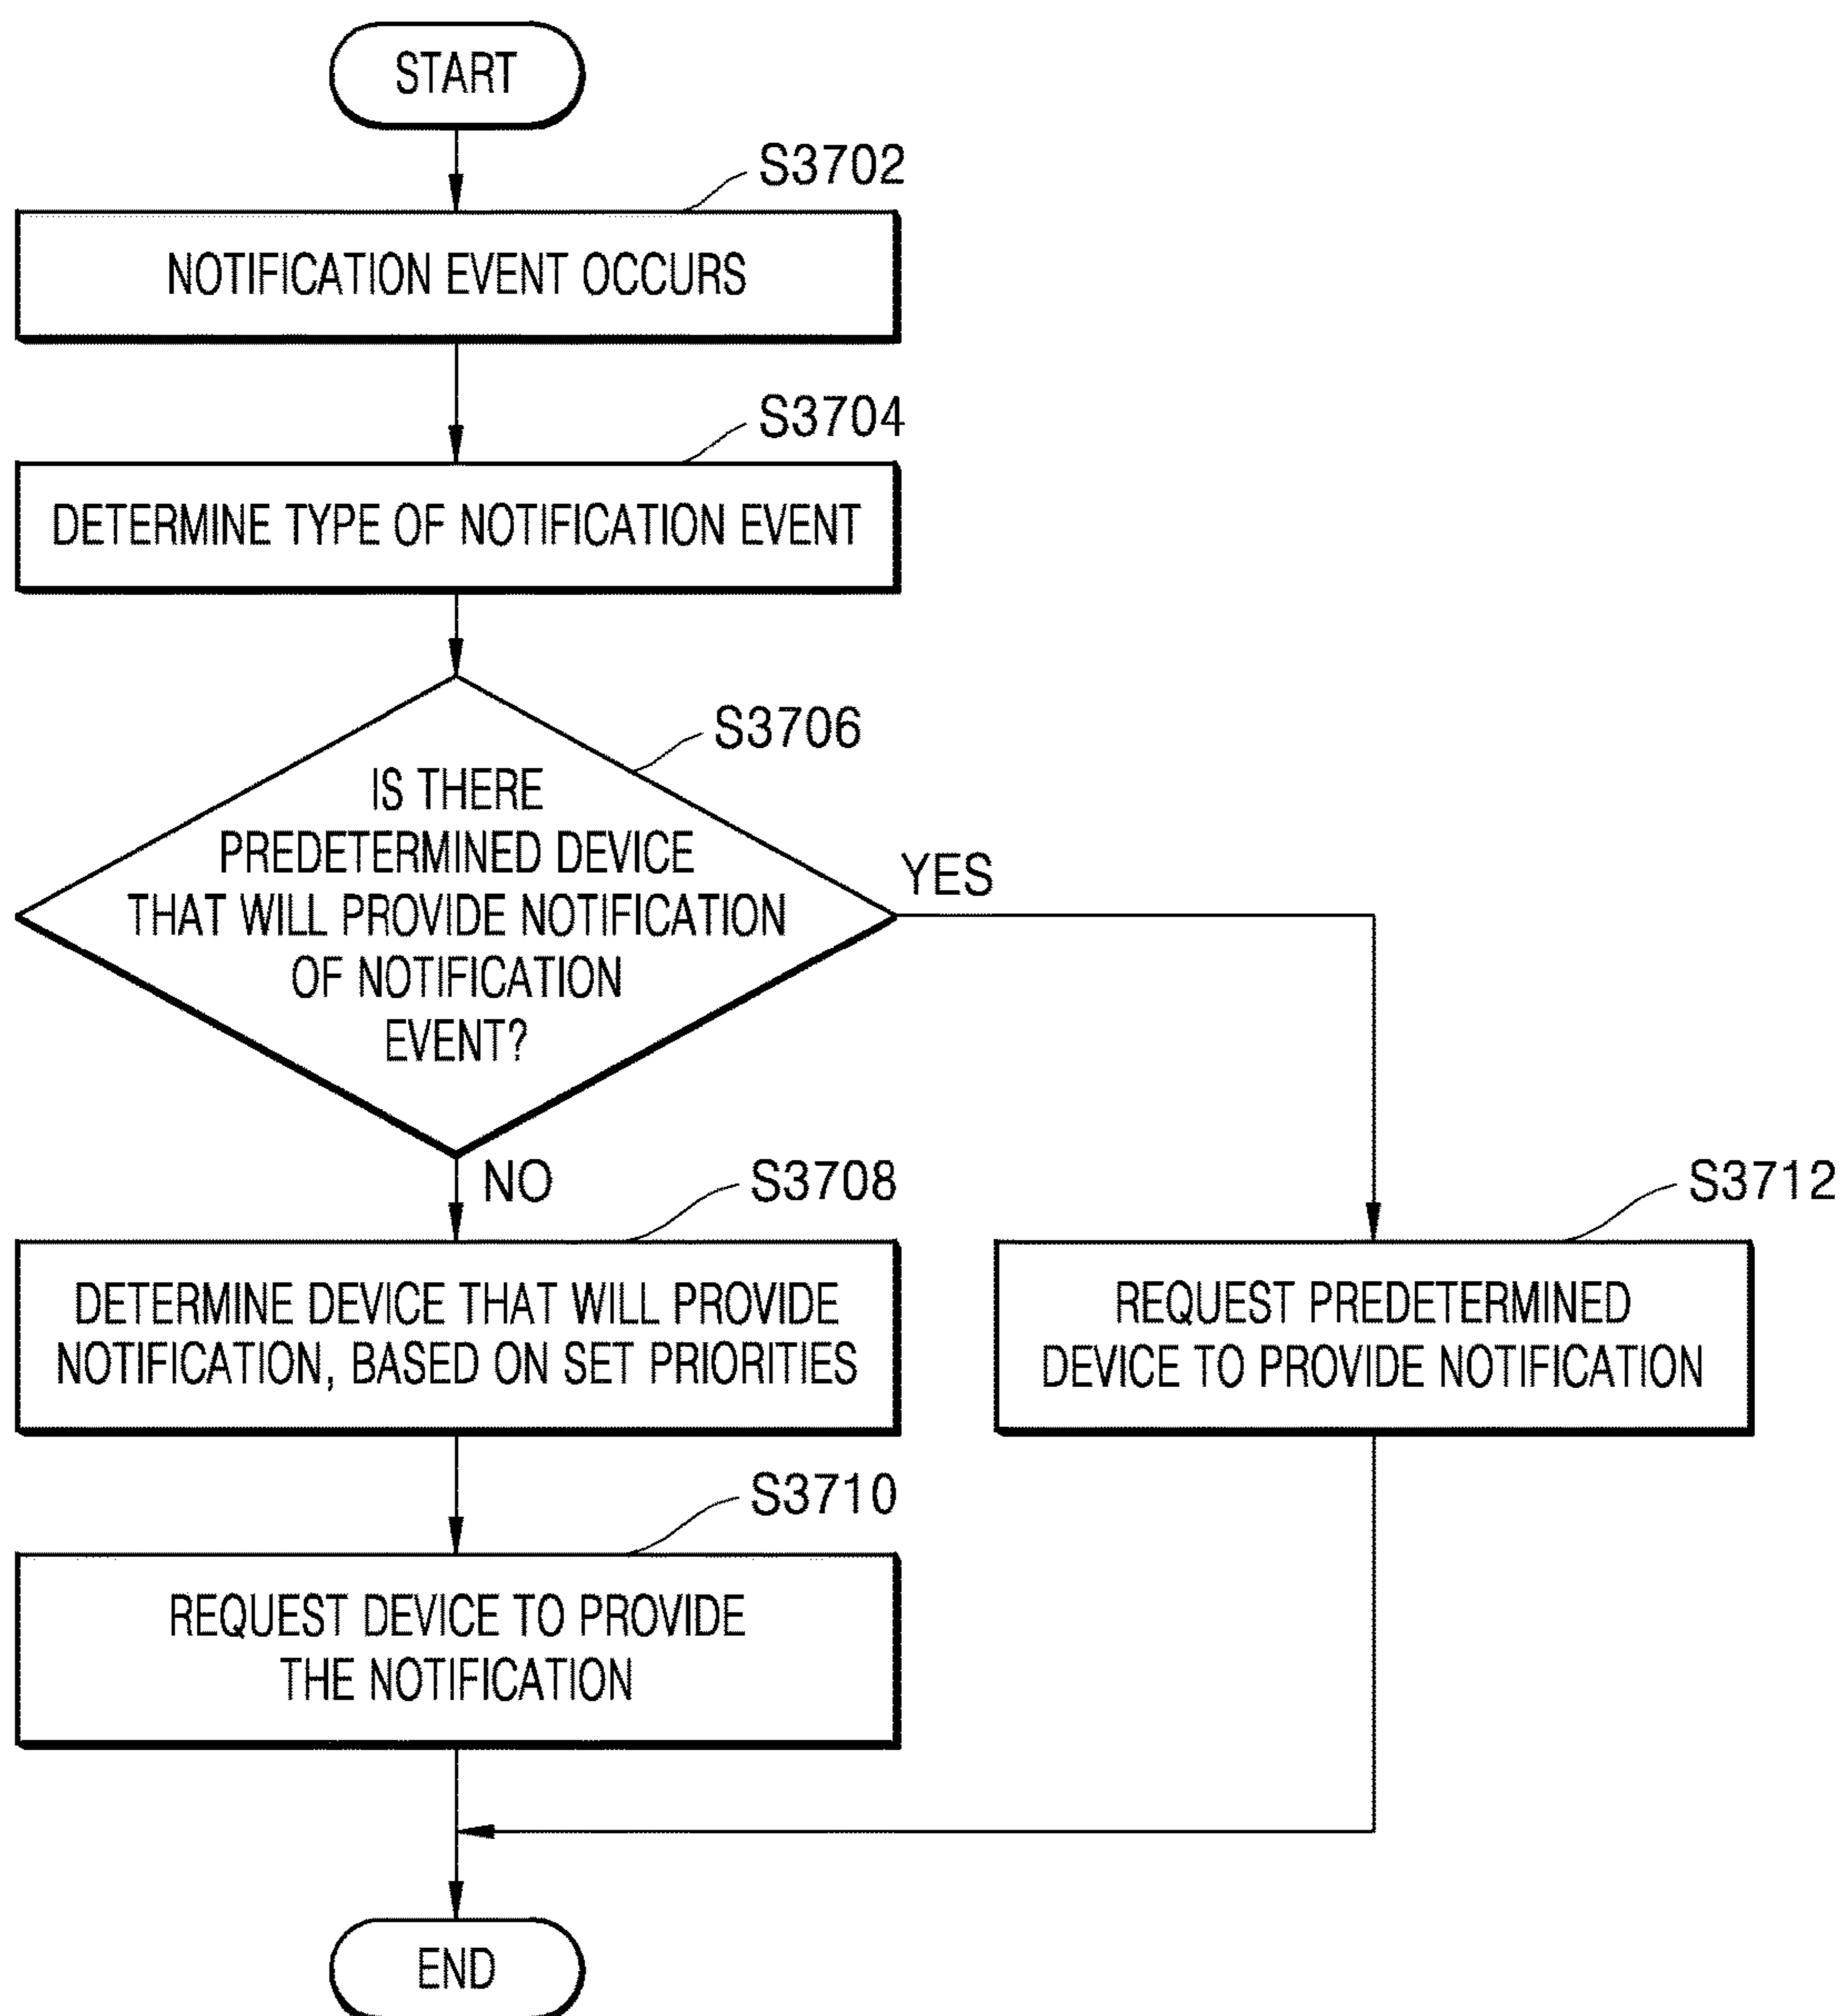 START
S3702
NOTIFICATION EVENT OCCURS
S3704
DETERMINE TYPE OF NOTIFICATION EVENT
S3706
IS THERE
PREDETERMINED DEVICE
THAT WILL PROVIDE NOTIFICATION
OF NOTIFICATION
EVENT?
YES
NO
S3708
DETERMINE DEVICE THAT WILL PROVIDE
NOTIFICATION, BASED ON SET PRIORITIES
S3712
REQUEST PREDETERMINED
DEVICE TO PROVIDE NOTIFICATION
S3710
REQUEST DEVICE TO PROVIDE
THE NOTIFICATION
END